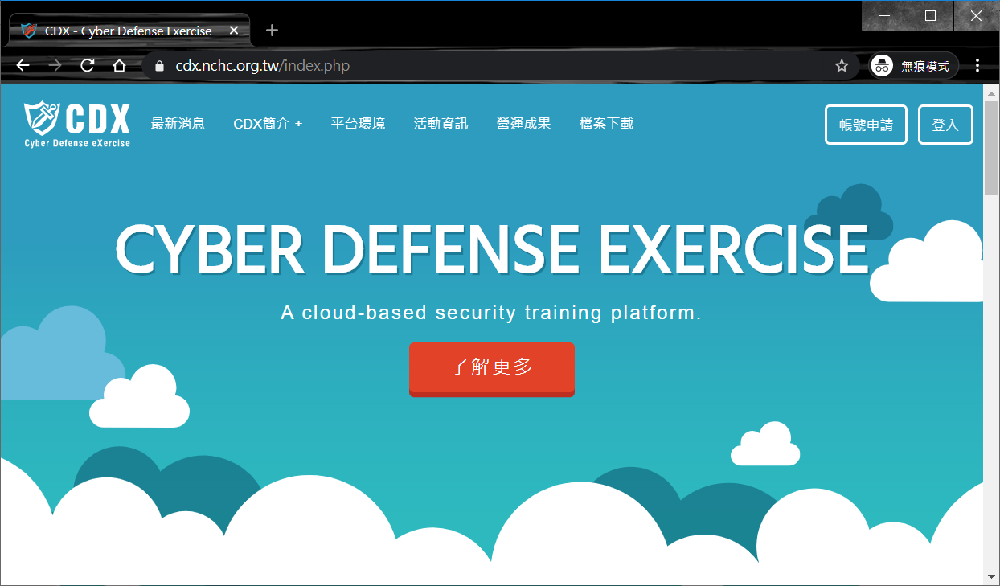 CDX - Cyber Defense Exercise
cdx.nchc.org.tw/index.php
無痕模式
CDX
Cyber Defense eXercise
最新消息 CDX簡介 + 平台環境 活動資訊 營運成果 檔案下載
帳號申請 登入
CYBER DEFENSE EXERCISE
A cloud-based security training platform.
了解更多